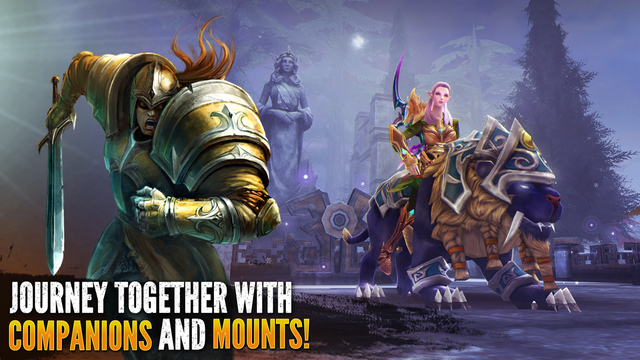 JOURNEY TOGETHER WITH
COMPANIONS AND MOUNTS!